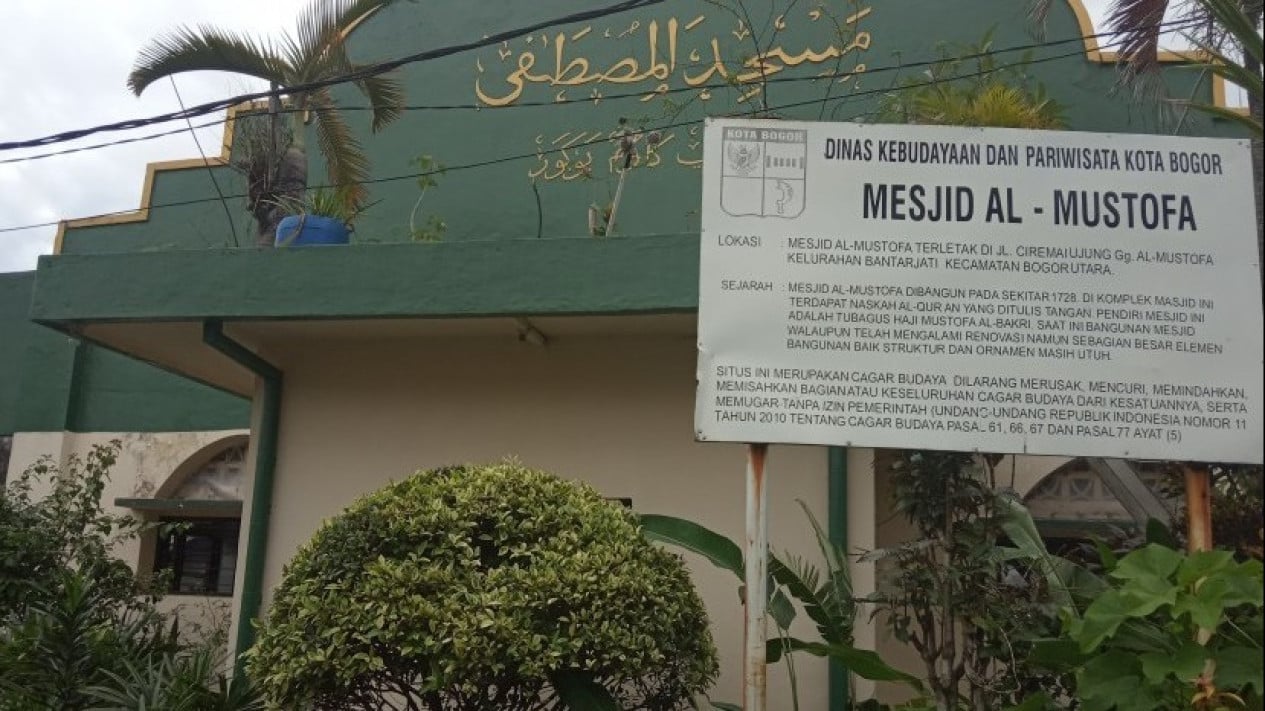 مسجد المصطفى
بوكور
KOTA BOGOR
DINAS KEBUDAYAAN DAN PARIWISATA KOTA BOGOR
MESJID AL - MUSTOFA
LOKASI : MESJID AL-MUSTOFA TERLETAK DI JL. CIREMAI UJUNG Gg. AL-MUSTOFA
KELURAHAN BANTARJATI KECAMATAN BOGOR UTARA.
SEJARAH : MESJID AL-MUSTOFA DIBANGUN PADA SEKITAR 1728. DI KOMPLEK MASJID INI
TERDAPAT NASKAH AL-QUR'AN YANG DITULIS TANGAN. PENDIRI MESJID INI
ADALAH TUBAGUS HAJI MUSTOFA AL-BAKRI. SAAT INI BANGUNAN MESJID
WALAUPUN TELAH MENGALAMI RENOVASI NAMUN SEBAGIAN BESAR ELEMEN
BANGUNAN BAIK STRUKTUR DAN ORNAMEN MASIH UTUH.
SITUS INI MERUPAKAN CAGAR BUDAYA DILARANG MERUSAK, MENCURI, MEMINDAHKAN,
MEMISAHKAN BAGIAN ATAU KESELURUHAN CAGAR BUDAYA DARI KESATUANNYA, SERTA
MEMUGAR TANPA IZIN PEMERINTAH (UNDANG-UNDANG REPUBLIK INDONESIA NOMOR 11
TAHUN 2010 TENTANG CAGAR BUDAYA PASAL 61, 66, 67 DAN PASAL 77 AYAT (5)